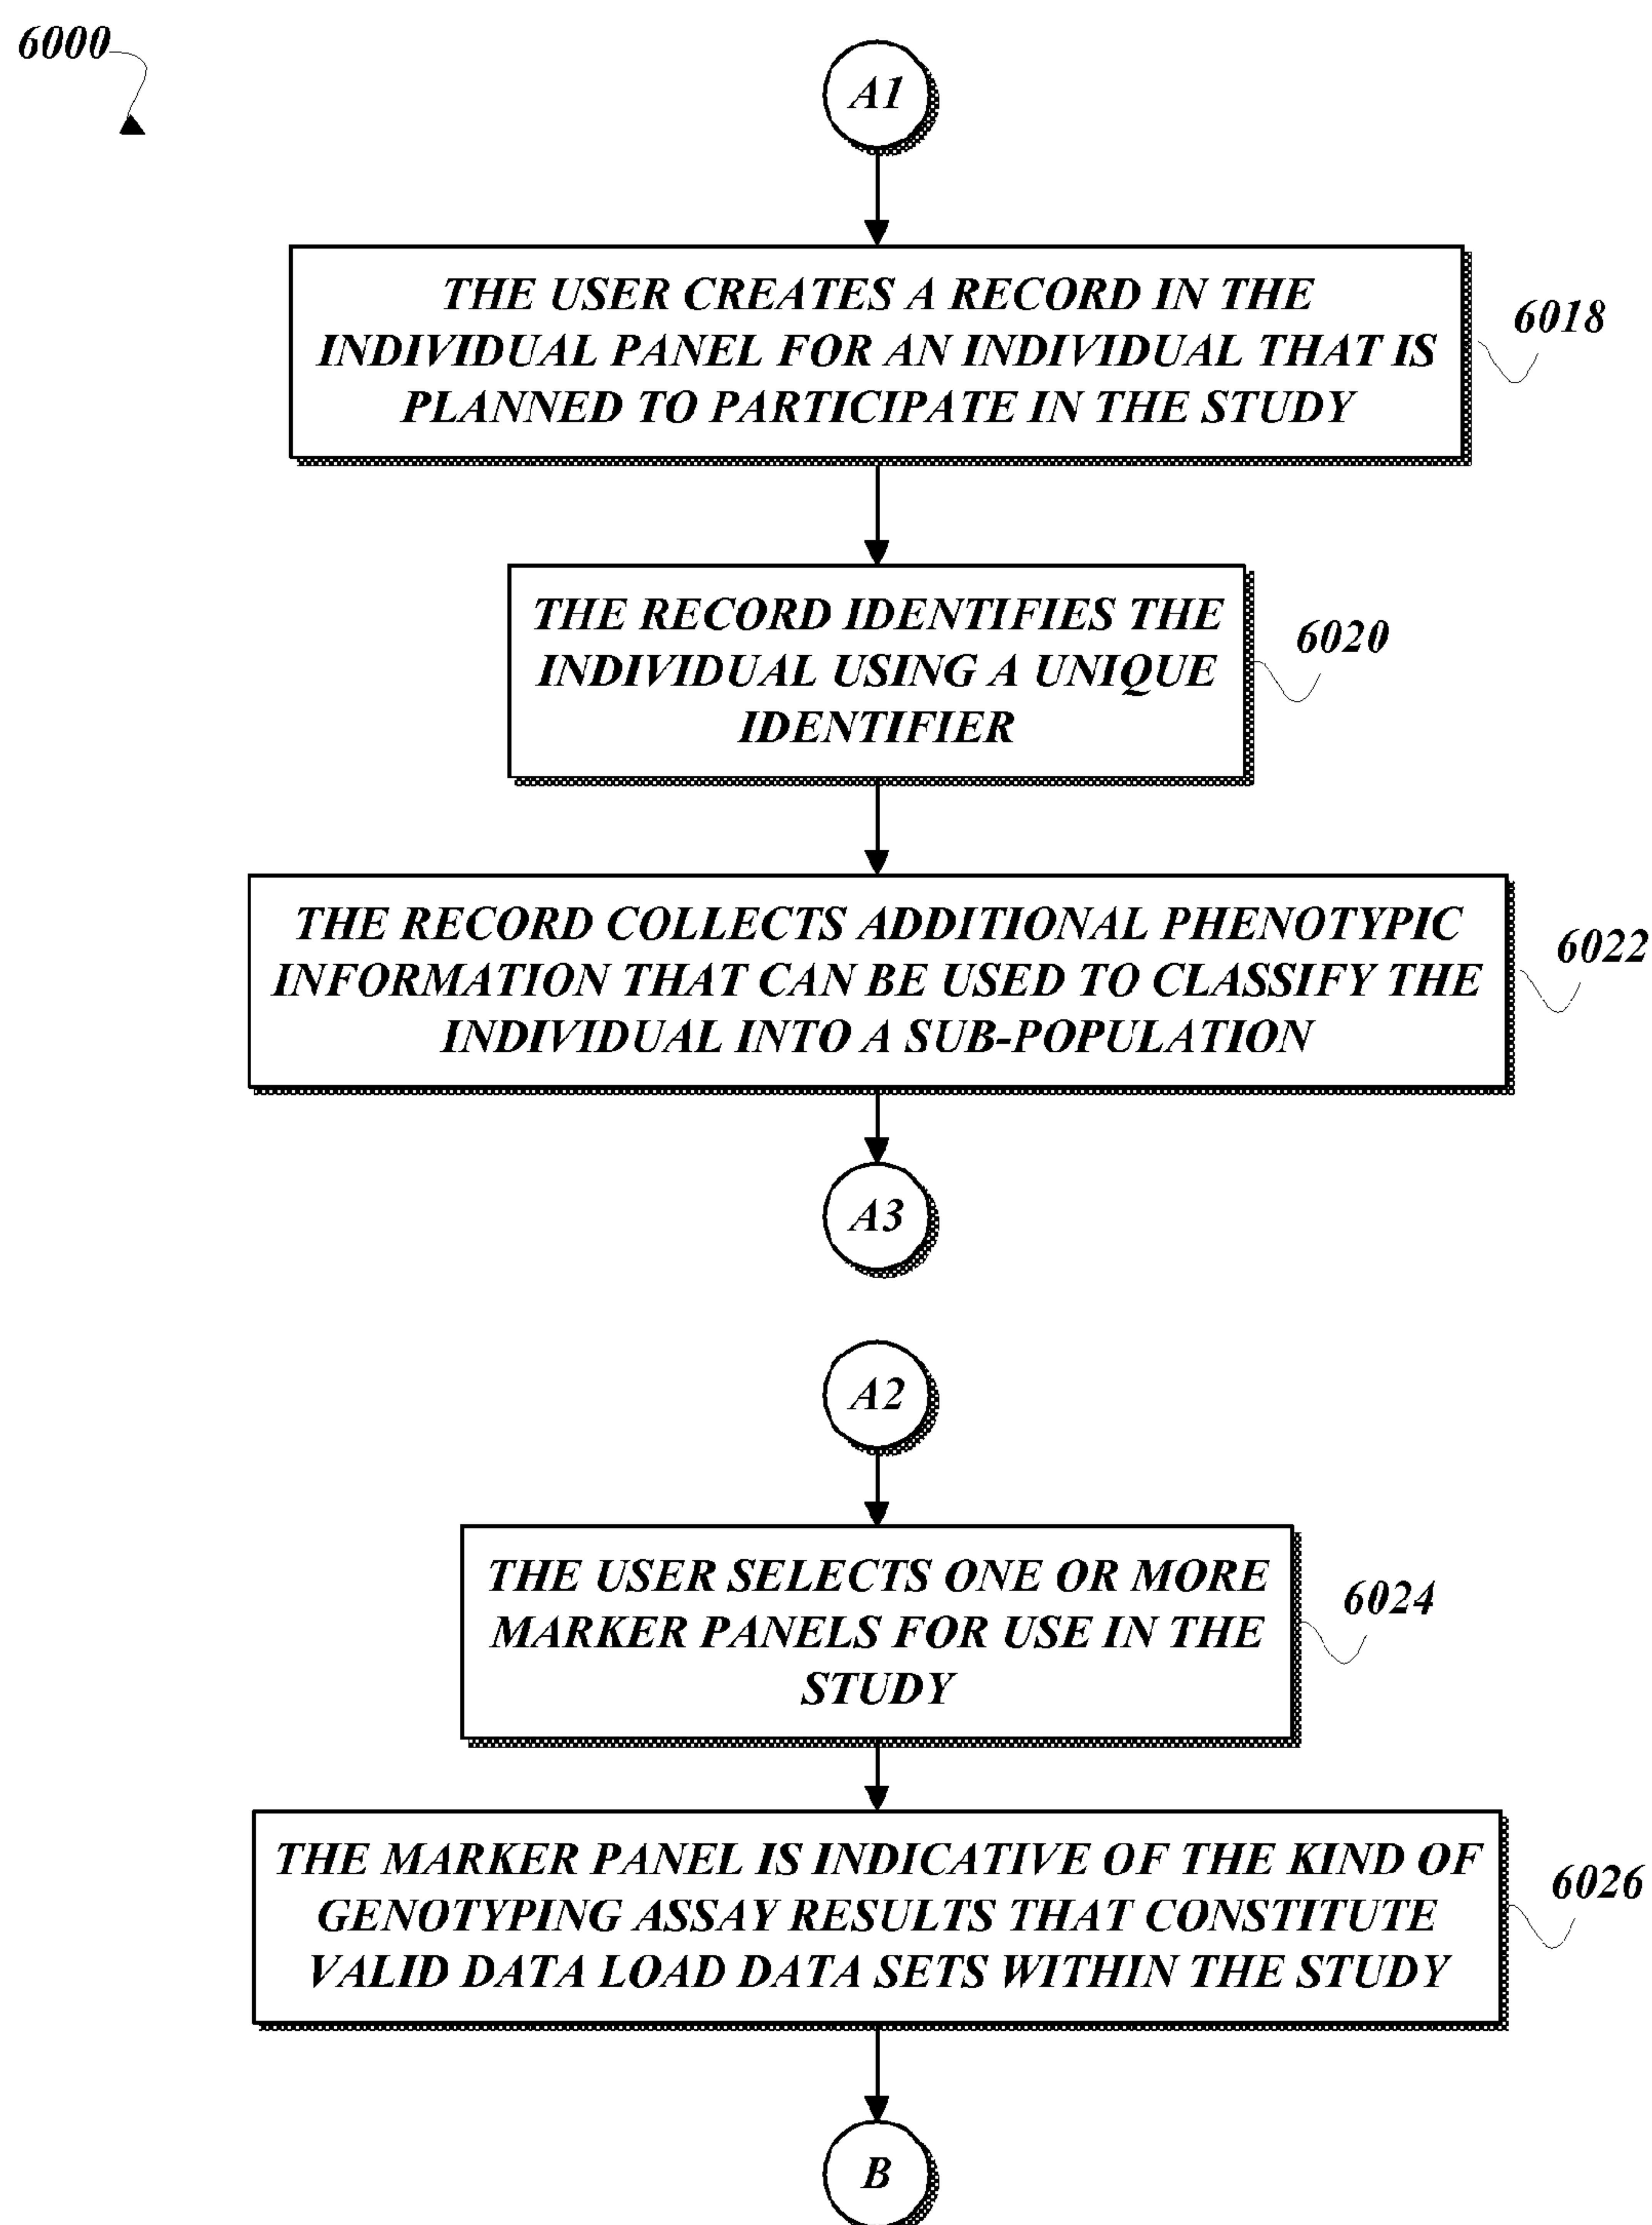 6000
A1
THE USER CREATES A RECORD IN THE
INDIVIDUAL PANEL FOR AN INDIVIDUAL THAT IS
PLANNED TO PARTICIPATE IN THE STUDY
6018
THE RECORD IDENTIFIES THE
INDIVIDUAL USING A UNIQUE
IDENTIFIER
6020
THE RECORD COLLECTS ADDITIONAL PHENOTYPIC
INFORMATION THAT CAN BE USED TO CLASSIFY THE
INDIVIDUAL INTO A SUB-POPULATION
6022
A3
A2
THE USER SELECTS ONE OR MORE
MARKER PANELS FOR USE IN THE
STUDY
6024
THE MARKER PANEL IS INDICATIVE OF THE KIND OF
GENOTYPING ASSAY RESULTS THAT CONSTITUTE
VALID DATA LOAD DATA SETS WITHIN THE STUDY
6026
B